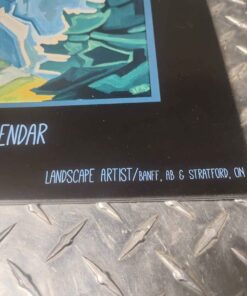 ENDAR
LANDSCAPE ARTIST/BANFF, AB & STRATFORD, ON